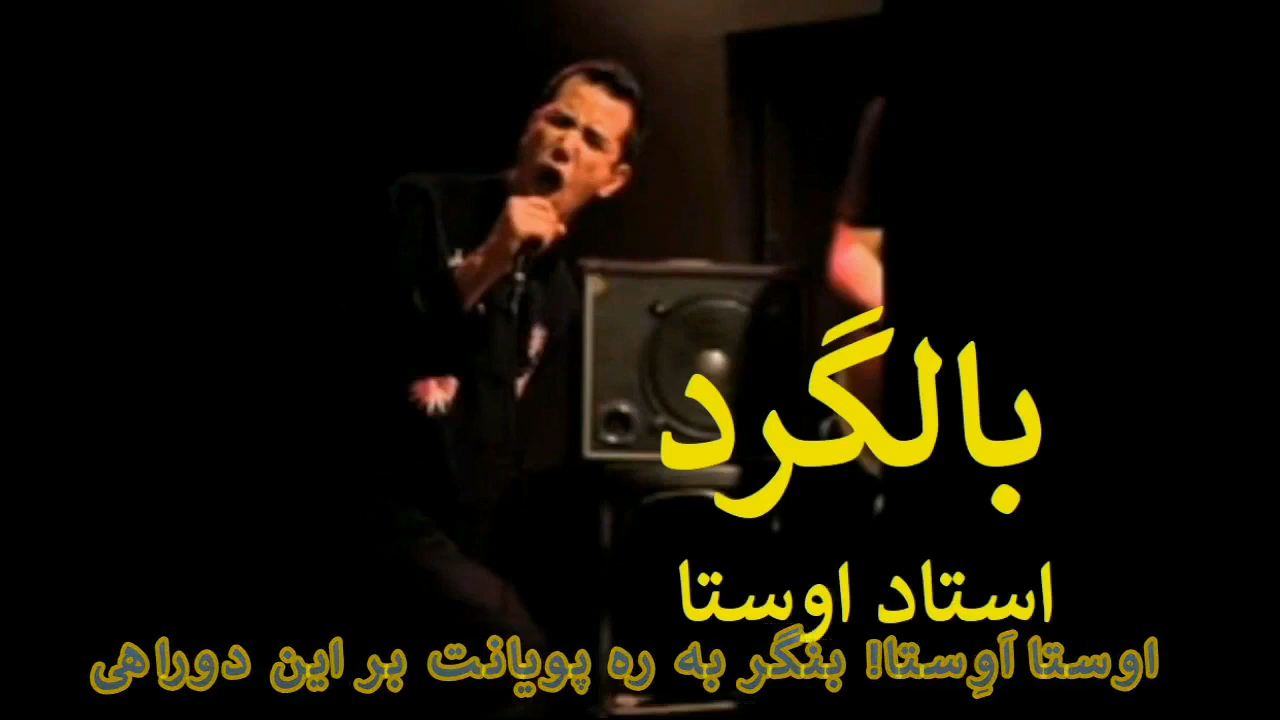 بالگرد
استاد اوستا
اوستا اَوِستا! بنگر به ره پویانت بر این دوراهی